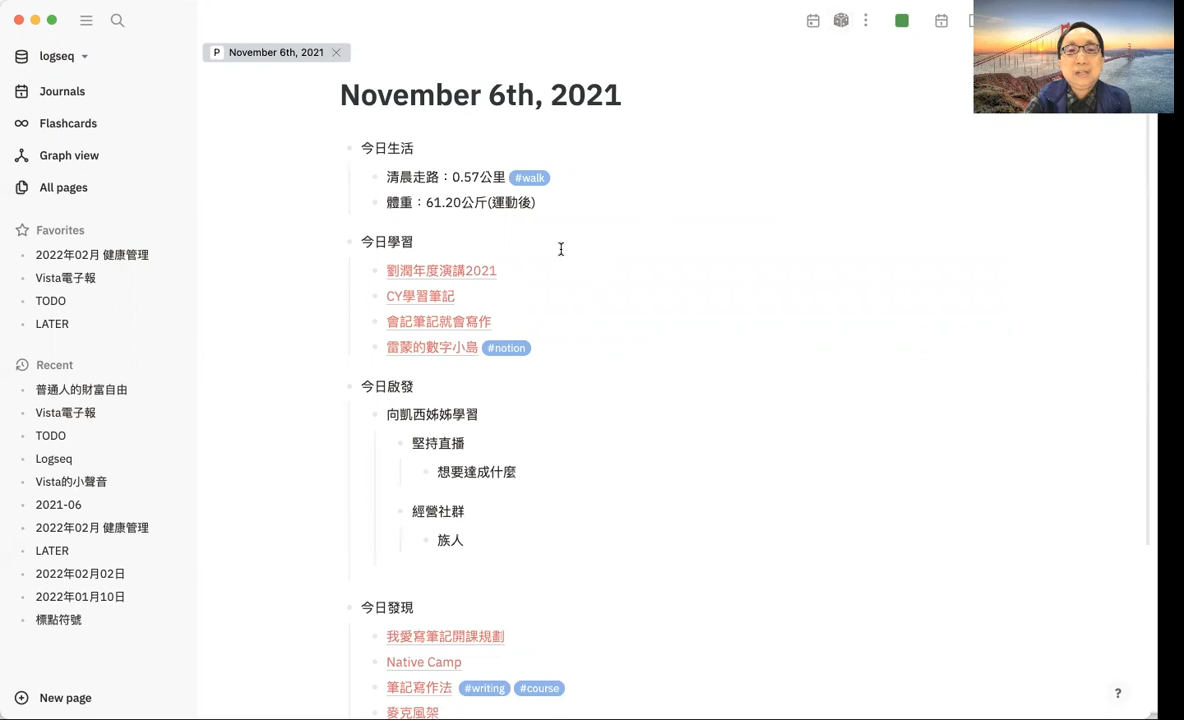 logseq
Journals
Flashcards
Graph view
All pages
Favorites
2022年02月 健康管理
Vista電子報
TODO
LATER
Recent
普通人的財富自由
Vista電子報
TODO
Logseq
Vista的小聲音
2021-06
2022年02月 健康管理
LATER
2022年02月02日
2022年01月10日
標點符號
New page
P November 6th, 2021
November 6th, 2021
今日生活
清晨走路：0.57公里 #walk
體重：61.20公斤(運動後)
今日學習
劉潤年度演講2021
CY學習筆記
會記筆記就會寫作
雷蒙的數字小島 #notion
今日啟發
向凱西姊姊學習
堅持直播
想要達成什麼
經營社群
族人
今日發現
我愛寫筆記開課規劃
Native Camp
筆記寫作法 #writing #course
麥克風架
?